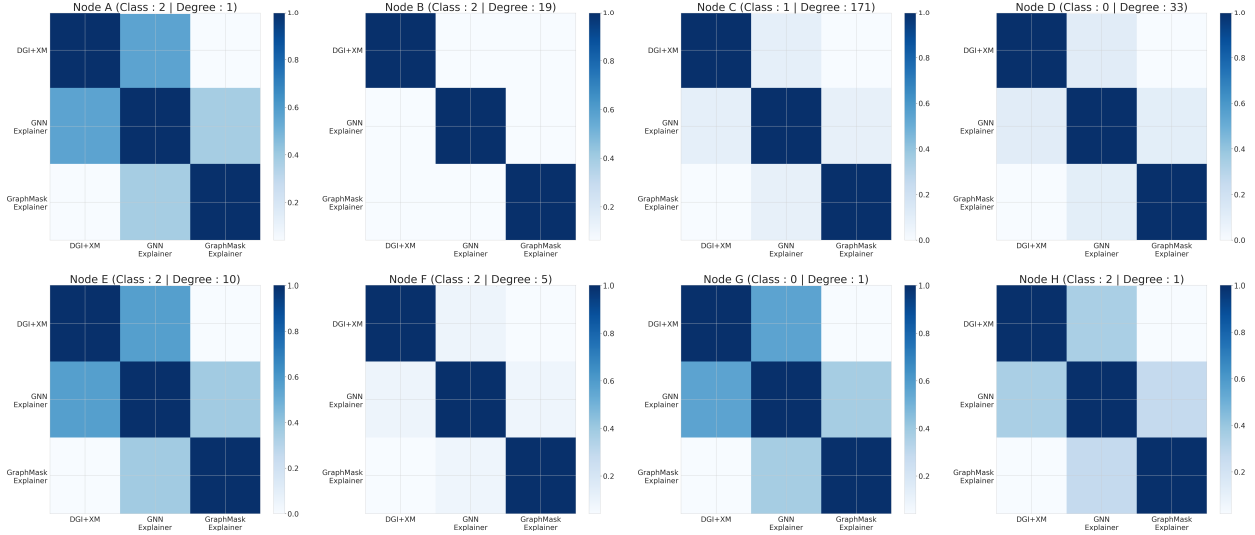 Node A (Class : 2 | Degree : 1)
DGI+XM
GNN
Explainer
GraphMask
Explainer
DGI+XM
GNN
Explainer
GraphMask
Explainer
1.0
0.8
0.6
0.4
0.2
Node B (Class : 2 | Degree : 19)
DGI+XM
GNN
Explainer
GraphMask
Explainer
DGI+XM
GNN
Explainer
GraphMask
Explainer
1.0
0.8
0.6
0.4
0.2
Node C (Class : 1 | Degree : 171)
DGI+XM
GNN
Explainer
GraphMask
Explainer
DGI+XM
GNN
Explainer
GraphMask
Explainer
1.0
0.8
0.6
0.4
0.2
0.0
Node D (Class : 0 | Degree : 33)
DGI+XM
GNN
Explainer
GraphMask
Explainer
DGI+XM
GNN
Explainer
GraphMask
Explainer
1.0
0.8
0.6
0.4
0.2
0.0
Node E (Class : 2 | Degree : 10)
DGI+XM
GNN
Explainer
GraphMask
Explainer
DGI+XM
GNN
Explainer
GraphMask
Explainer
1.0
0.8
0.6
0.4
0.2
0.0
Node F (Class : 2 | Degree : 5)
DGI+XM
GNN
Explainer
GraphMask
Explainer
DGI+XM
GNN
Explainer
GraphMask
Explainer
1.0
0.8
0.6
0.4
0.2
Node G (Class : 0 | Degree : 1)
DGI+XM
GNN
Explainer
GraphMask
Explainer
DGI+XM
GNN
Explainer
GraphMask
Explainer
1.0
0.8
0.6
0.4
0.2
Node H (Class : 2 | Degree : 1)
DGI+XM
GNN
Explainer
GraphMask
Explainer
DGI+XM
GNN
Explainer
GraphMask
Explainer
1.0
0.8
0.6
0.4
0.2